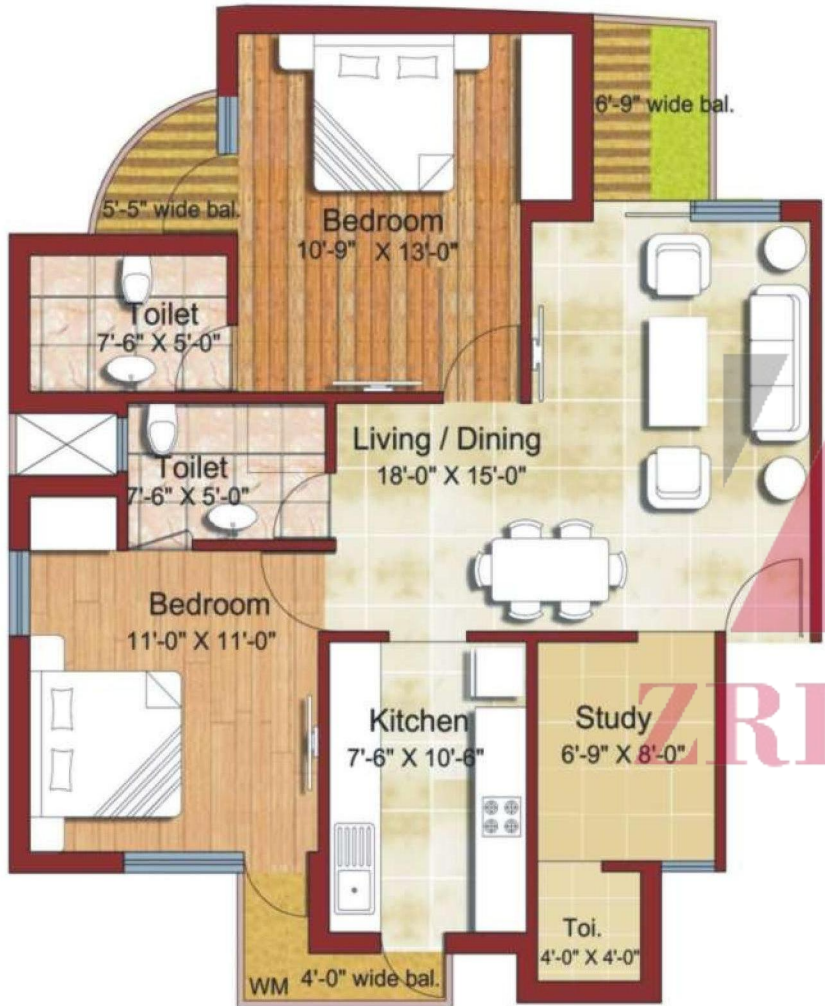 6'-9" wide bal.
5'-5" wide bal.
Bedroom
10'-9" X 13'-0"
Toilet
7'-6" X 5'-0"
Living / Dining
18'-0" X 15'-0"
Toilet
7'-6" X 5'-0"
Bedroom
11'-0" X 11'-0"
Kitchen
7'-6" X 10'-6"
Study
6'-9" X 8'-0"
ZRI
Toi.
4'-0" X 4'-0"
WM 4'-0" wide bal.